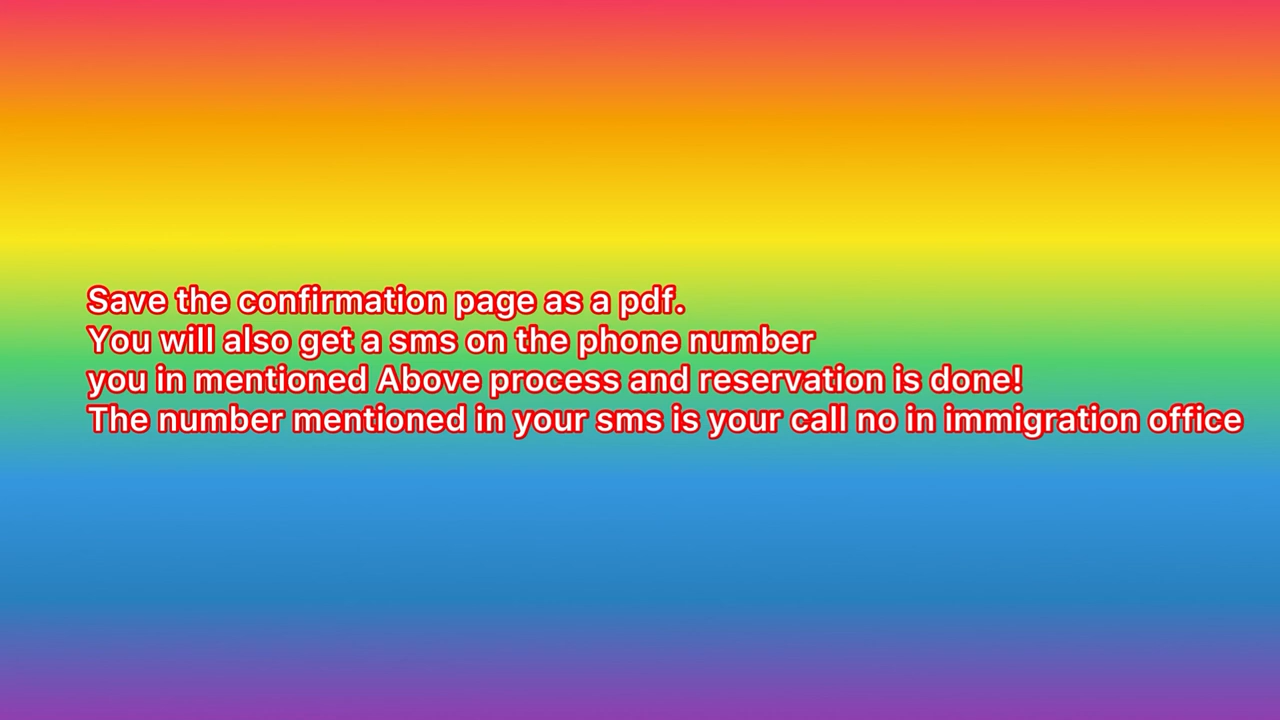 Save the confirmation page as a pdf.
You will also get a sms on the phone number
you in mentioned Above process and reservation is done!
The number mentioned in your sms is your call no in immigration office